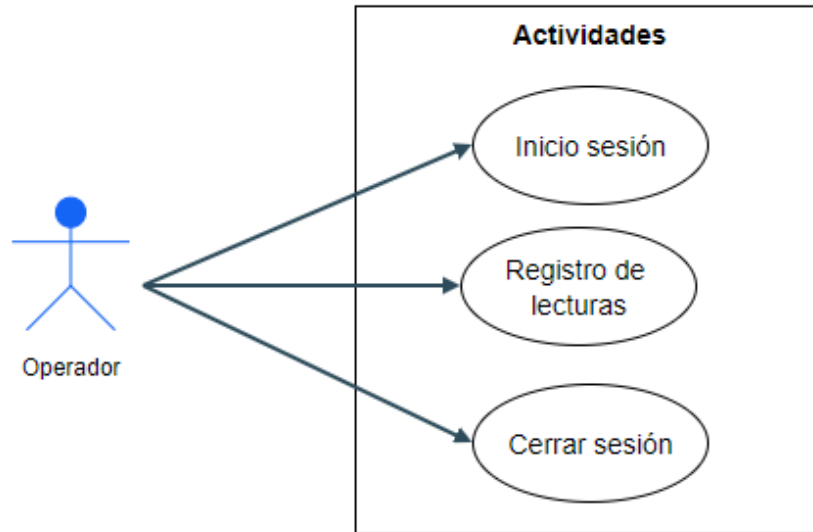 Actividades
Inicio sesión
Registro de
lecturas
Operador
Cerrar sesión